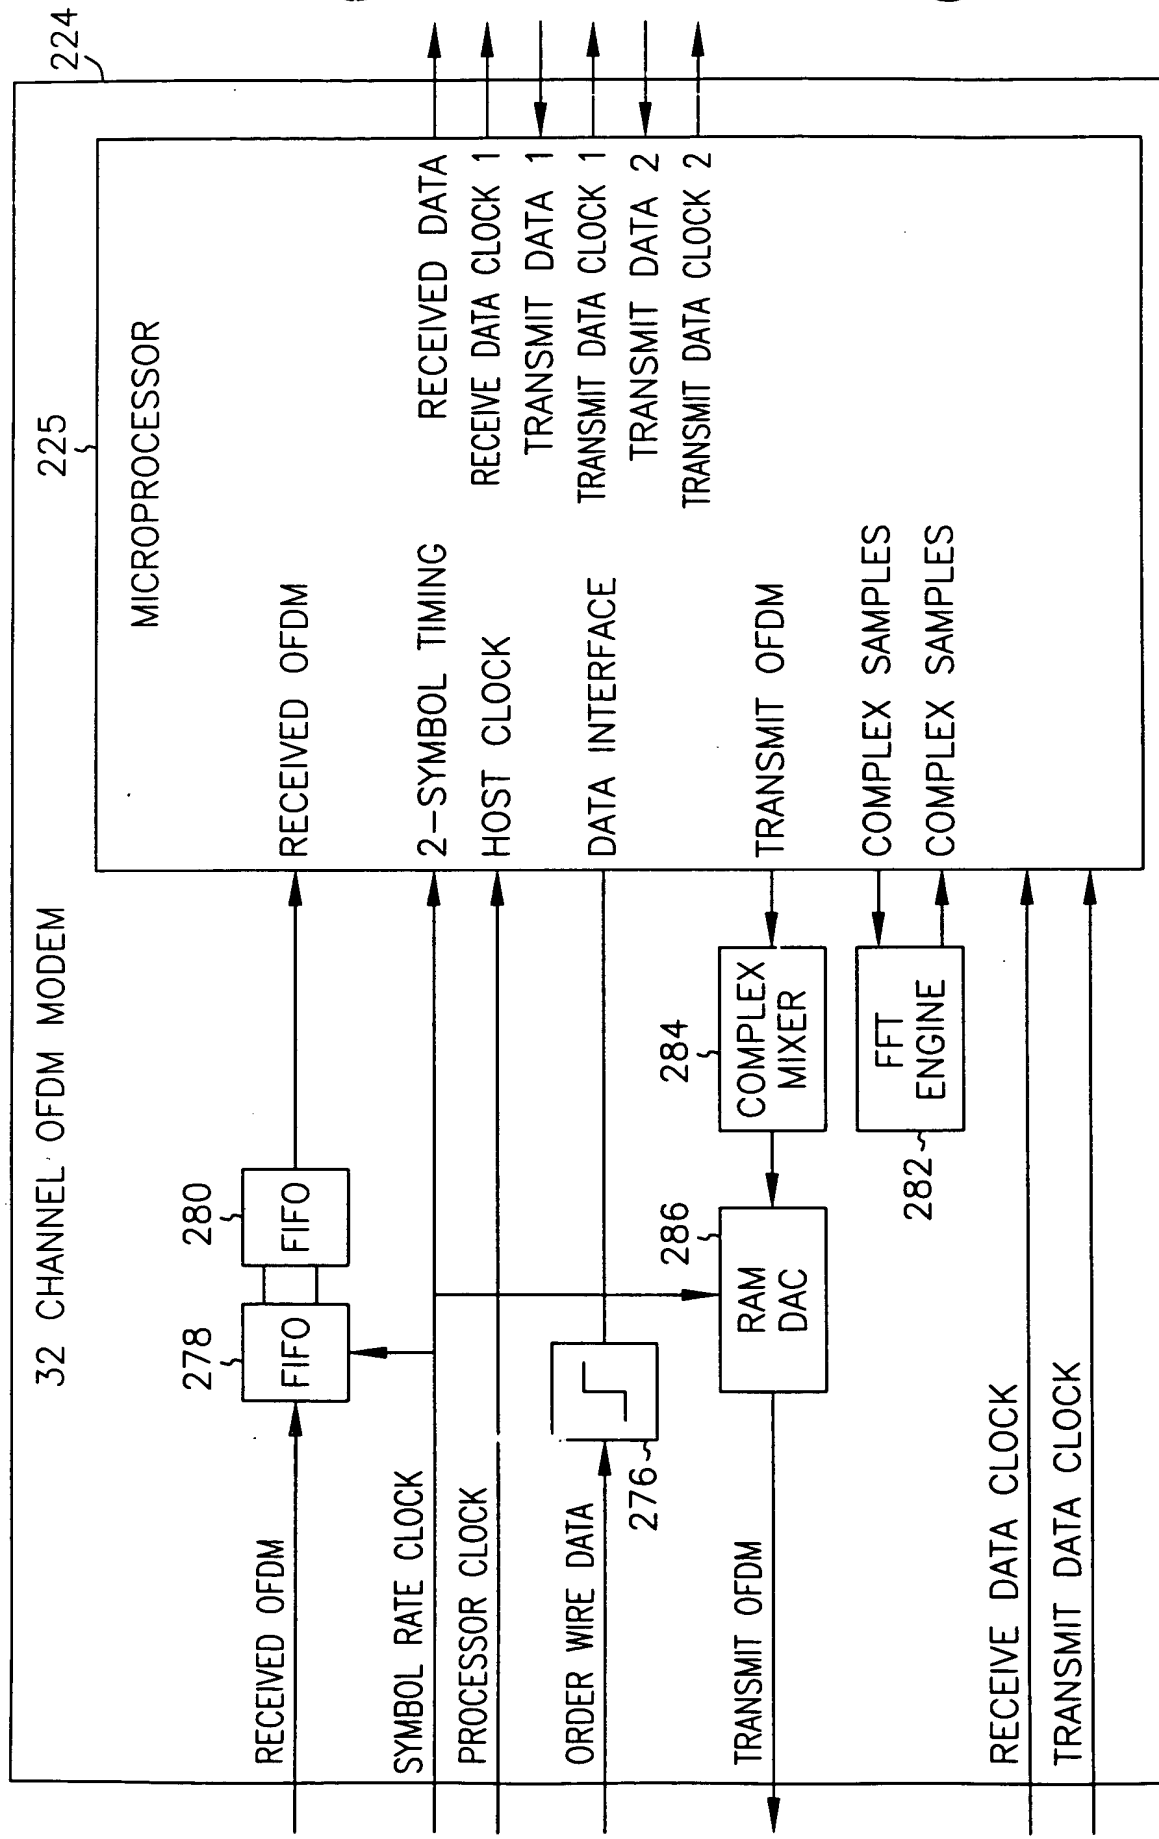 32 CHANNEL OFDM MODEM
224
225
MICROPROCESSOR
RECEIVED OFDM
278
FIFO
280
FIFO
RECEIVED OFDM
SYMBOL RATE CLOCK
2-SYMBOL TIMING
RECEIVED DATA
PROCESSOR CLOCK
HOST CLOCK
RECEIVE DATA CLOCK 1
TRANSMIT DATA 1
ORDER WIRE DATA
276
DATA INTERFACE
TRANSMIT DATA CLOCK 1
TRANSMIT DATA 2
TRANSMIT DATA CLOCK 2
TRANSMIT OFDM
286
RAM
DAC
284
COMPLEX
MIXER
TRANSMIT OFDM
282
FFT
ENGINE
COMPLEX SAMPLES
COMPLEX SAMPLES
RECEIVE DATA CLOCK
TRANSMIT DATA CLOCK